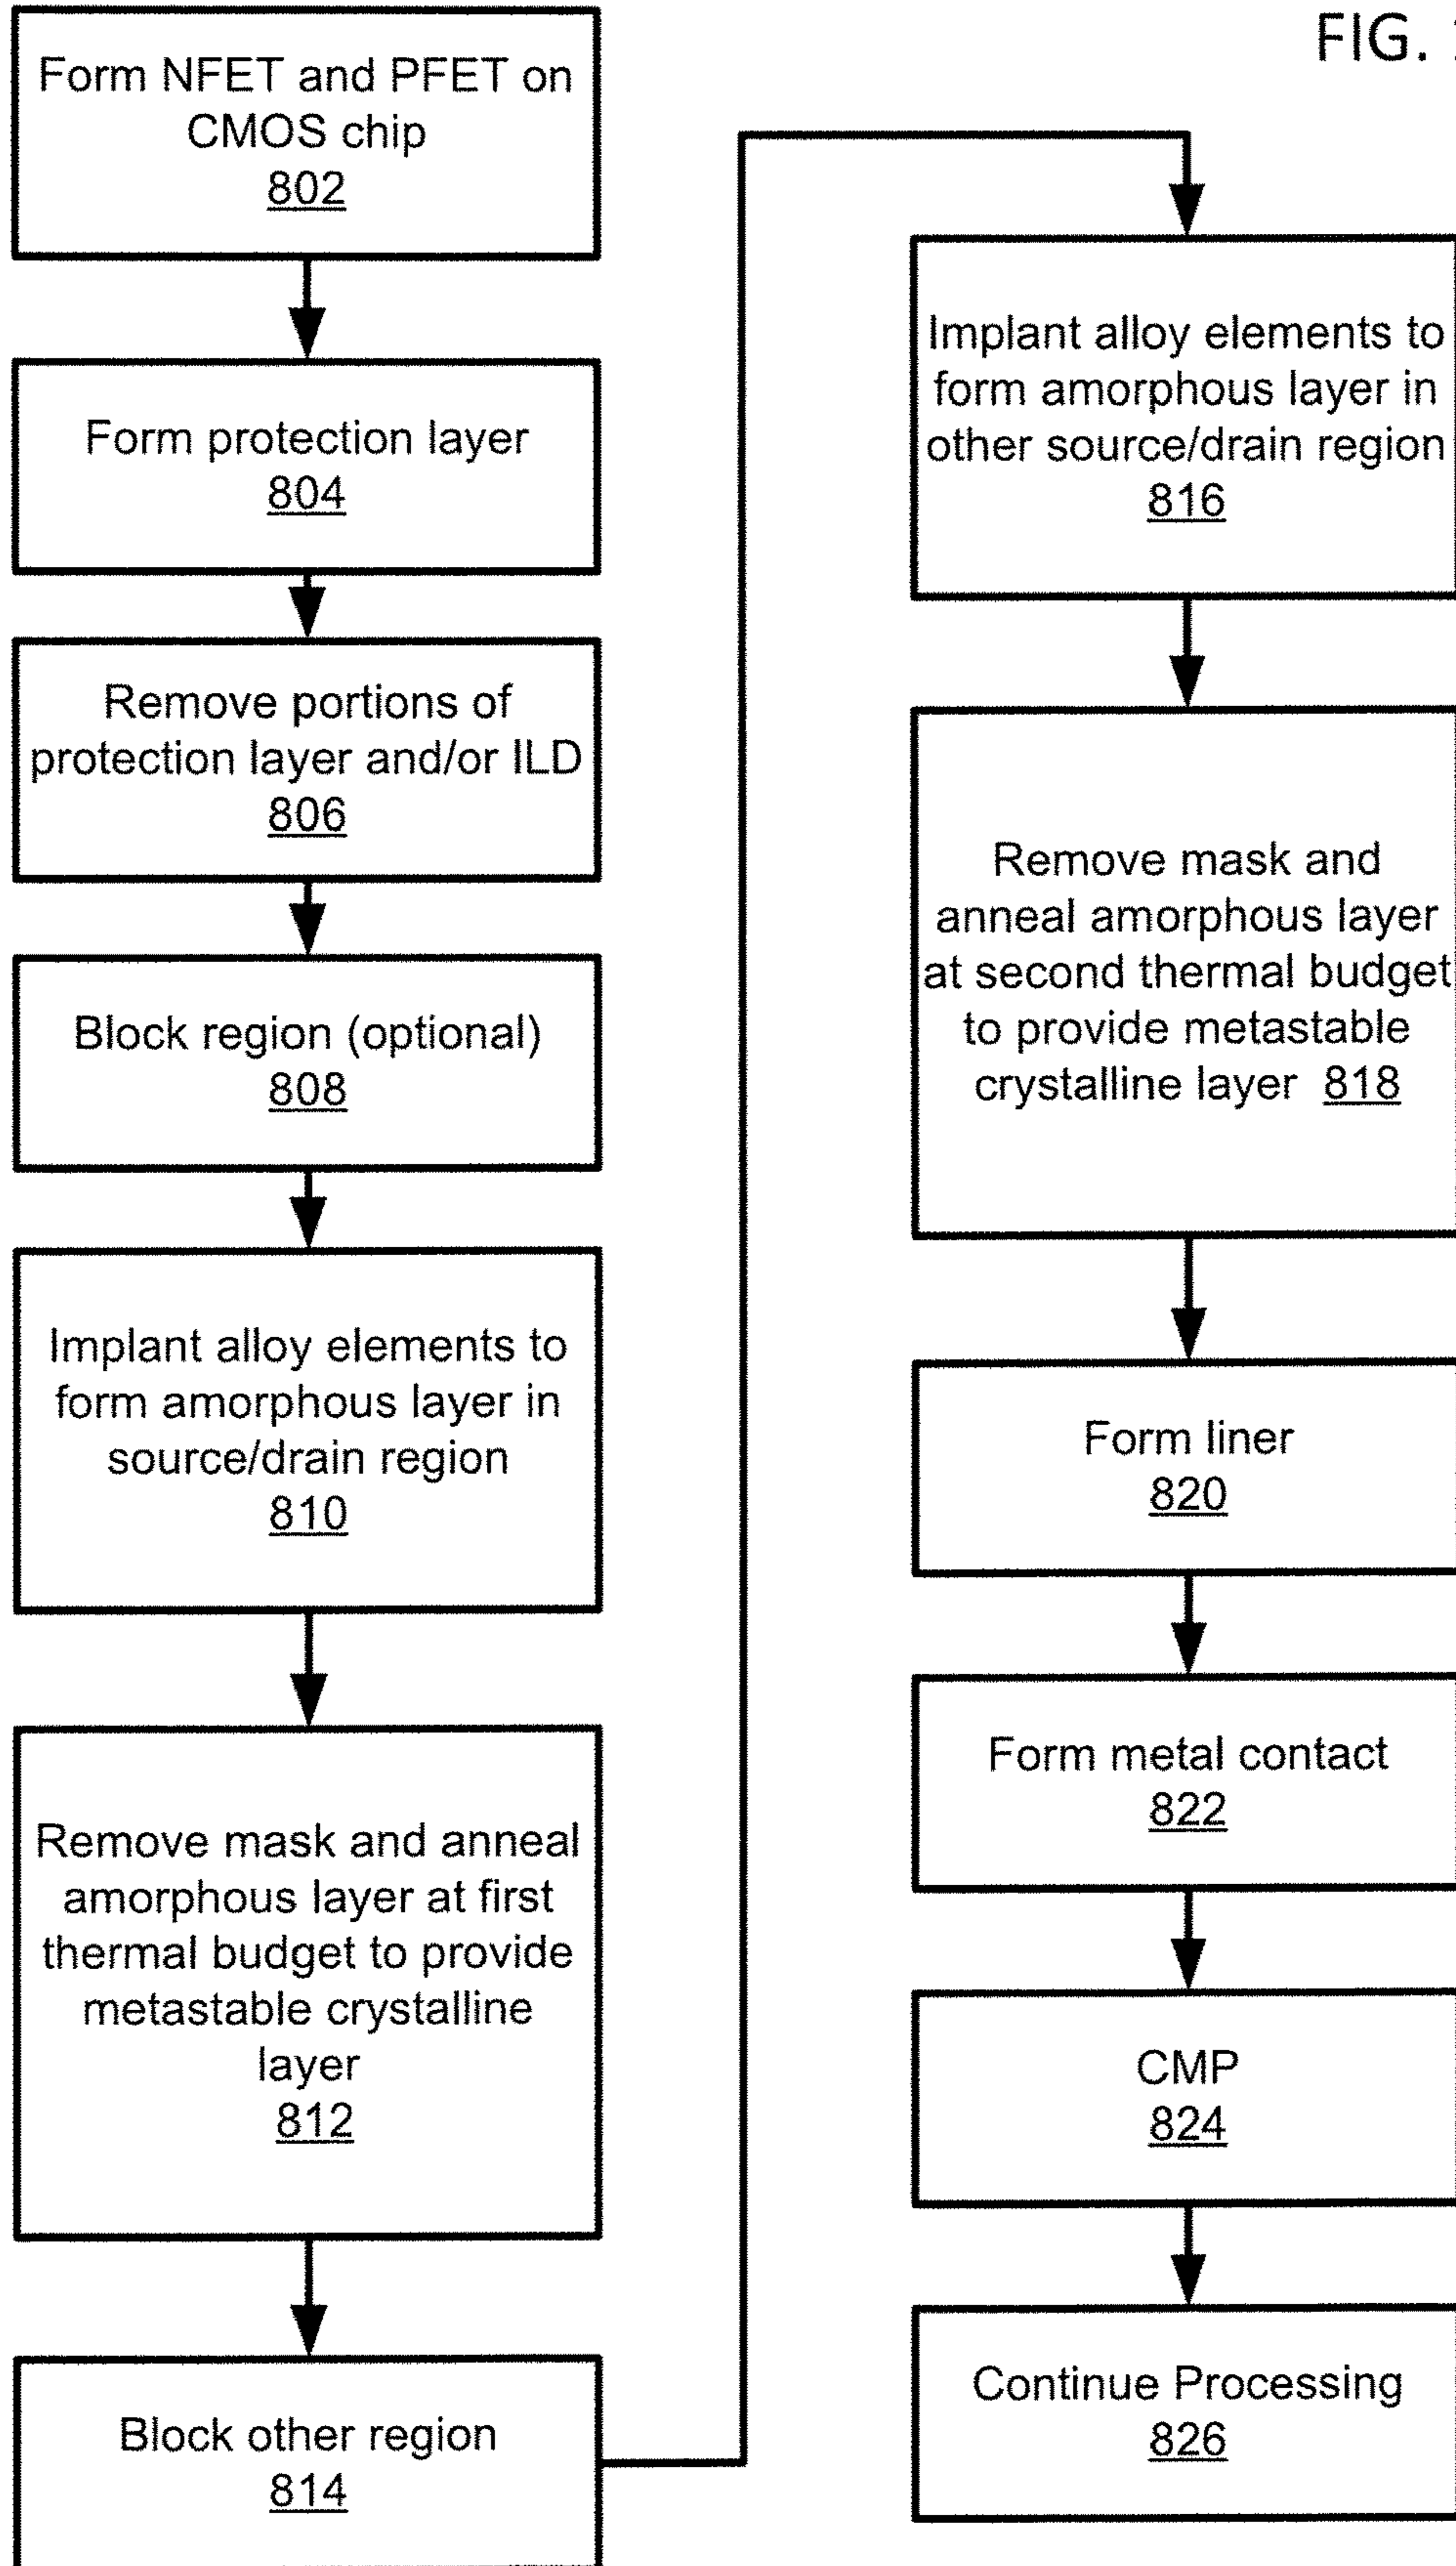 FIG.
Form NFET and PFET on
CMOS chip
802
Form protection layer
804
Remove portions of
protection layer and/or ILD
806
Block region (optional)
808
Implant alloy elements to
form amorphous layer in
source/drain region
810
Remove mask and anneal
amorphous layer at first
thermal budget to provide
metastable crystalline
layer
812
Block other region
814
Implant alloy elements to
form amorphous layer in
other source/drain region
816
Remove mask and
anneal amorphous layer
at second thermal budget
to provide metastable
crystalline layer 818
Form liner
820
Form metal contact
822
CMP
824
Continue Processing
826